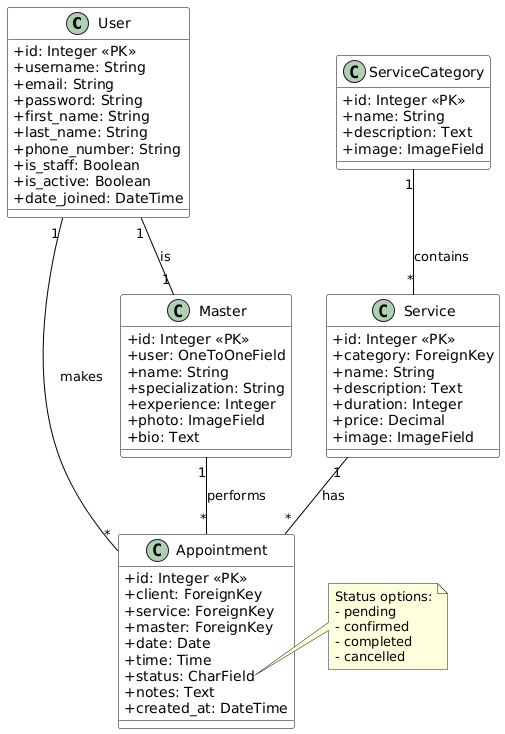 C User
+id: Integer «PK»
+username: String
+email: String
+password: String
+first_name: String
+last_name: String
+phone_number: String
+is_staff: Boolean
+is_active: Boolean
+date_joined: DateTime
C ServiceCategory
+id: Integer «PK»
+name: String
+description: Text
+image: ImageField
1
1
is
1
1
contains
*
C Master
+id: Integer «PK»
+user: OneToOneField
+name: String
+specialization: String
+experience: Integer
+photo: ImageField
+bio: Text
C Service
+id: Integer «PK»
+category: ForeignKey
+name: String
+description: Text
+duration: Integer
+price: Decimal
+image: ImageField
makes
*
1
performs
*
1
has
*
C Appointment
+id: Integer «PK»
+client: ForeignKey
+service: ForeignKey
+master: ForeignKey
+date: Date
+time: Time
+status: CharField
+notes: Text
+created_at: DateTime
Status options:
- pending
- confirmed
- completed
- cancelled